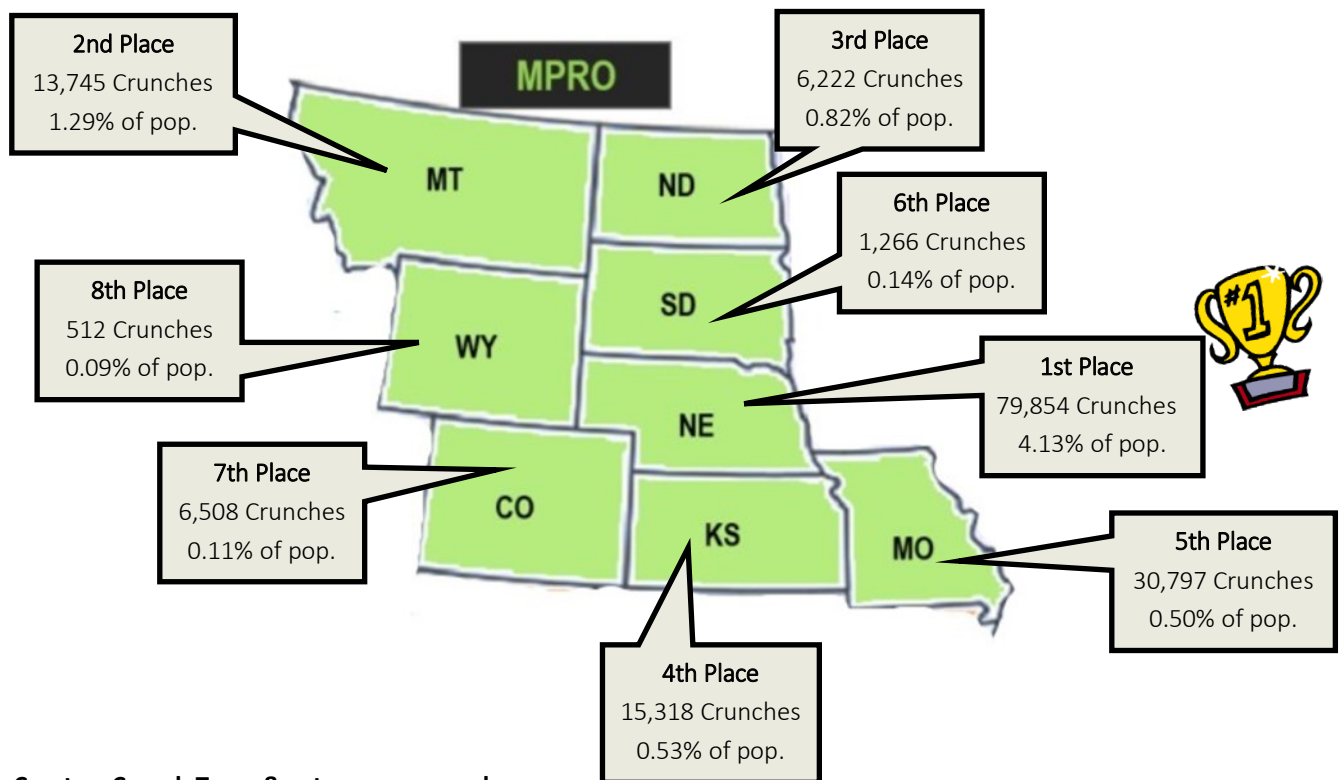 2nd Place
13,745 Crunches
1.29% of pop.
MPRO
3rd Place
6,222 Crunches
0.82% of pop.
MT
ND
6th Place
1,266 Crunches
0.14% of pop.
8th Place
512 Crunches
0.09% of pop.
SD
WY
#1
1st Place
79,854 Crunches
4.13% of pop.
NE
7th Place
6,508 Crunches
0.11% of pop.
CO
KS
MO
5th Place
30,797 Crunches
0.50% of pop.
4th Place
15,318 Crunches
0.53% of pop.